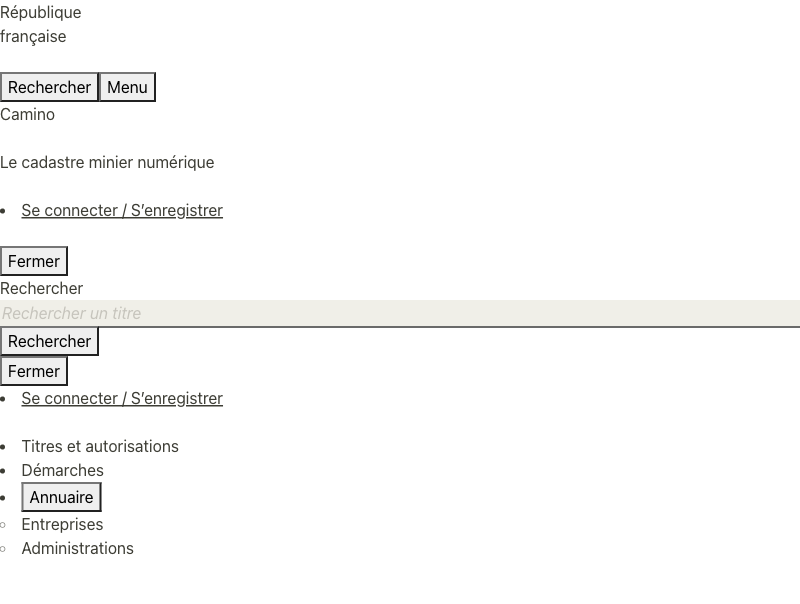 République
française
Rechercher
Menu
Camino
Le cadastre minier numérique
Se connecter / S’enregistrer
Fermer
Rechercher
Rechercher un titre
Rechercher
Fermer
Se connecter / S’enregistrer
Titres et autorisations
Démarches
Annuaire
Entreprises
Administrations